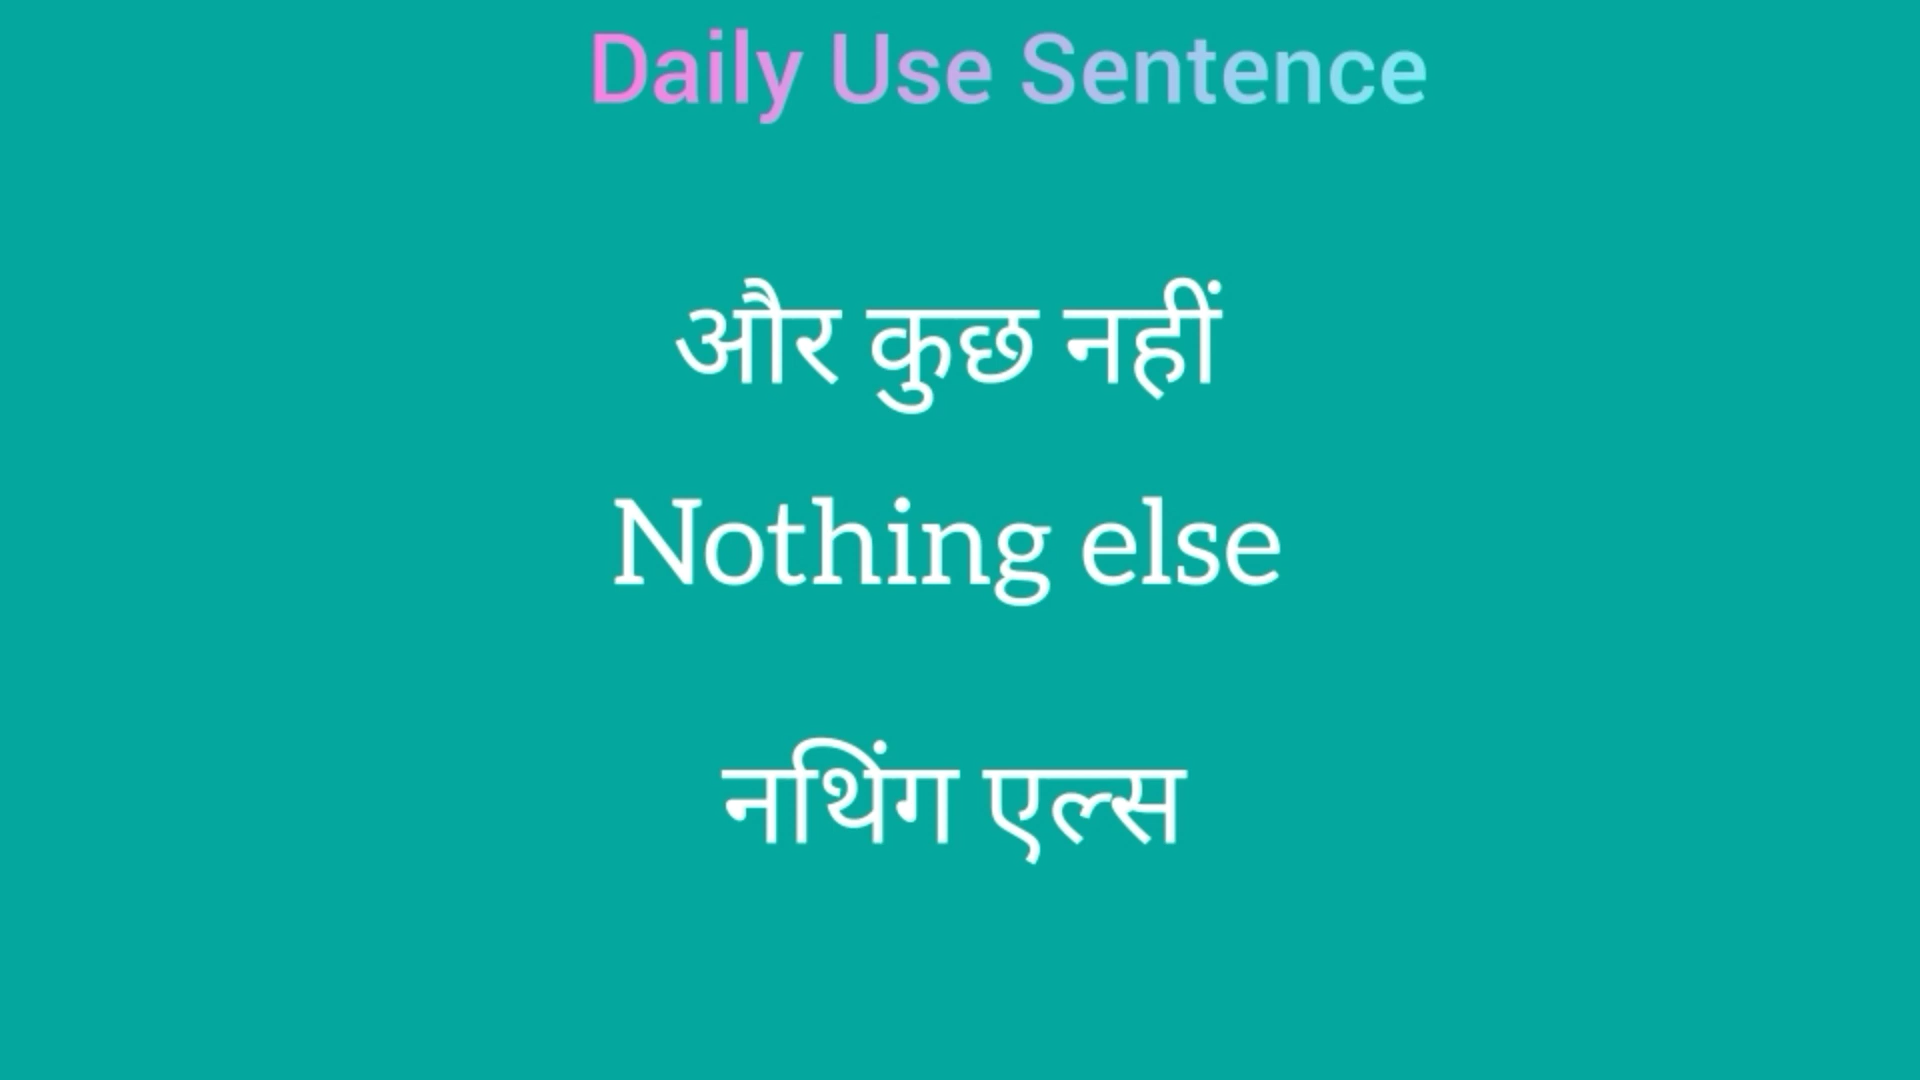 Daily Use Sentence
और कुछ नहीं
Nothing else
नथिंग एल्स